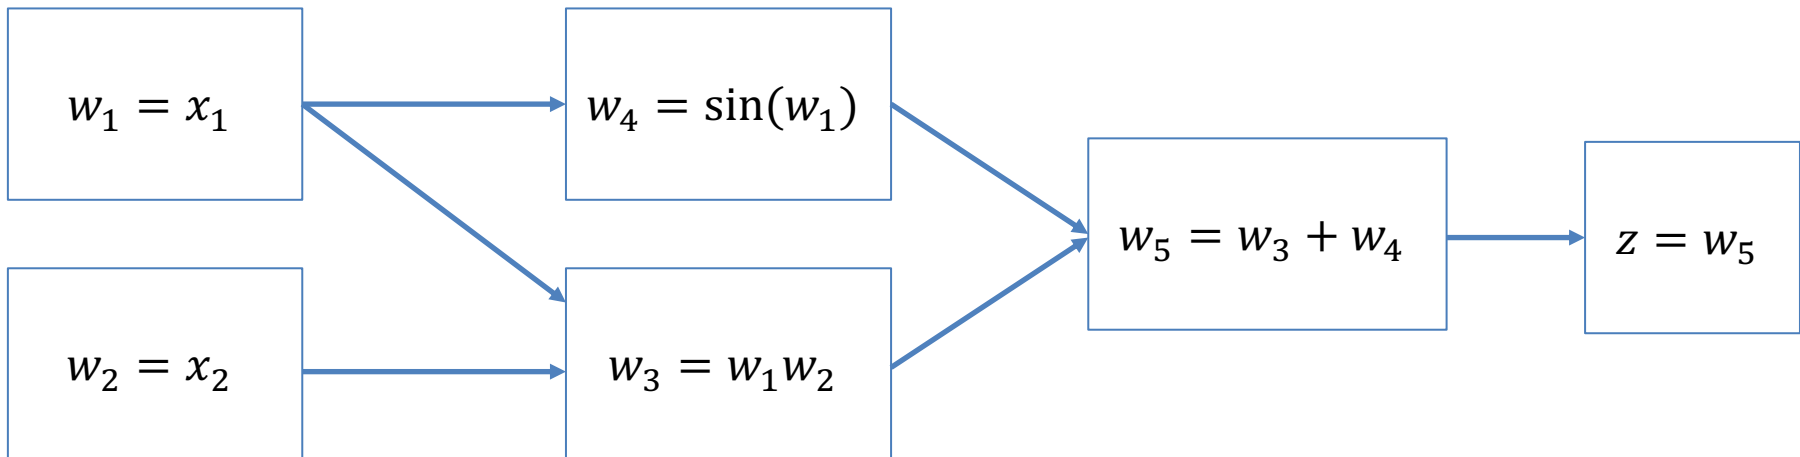 w₁ = x₁
w₄ = sin(w₁)
w₂ = x₂
w₃ = w₁w₂
w₅ = w₃ + w₄
z = w₅